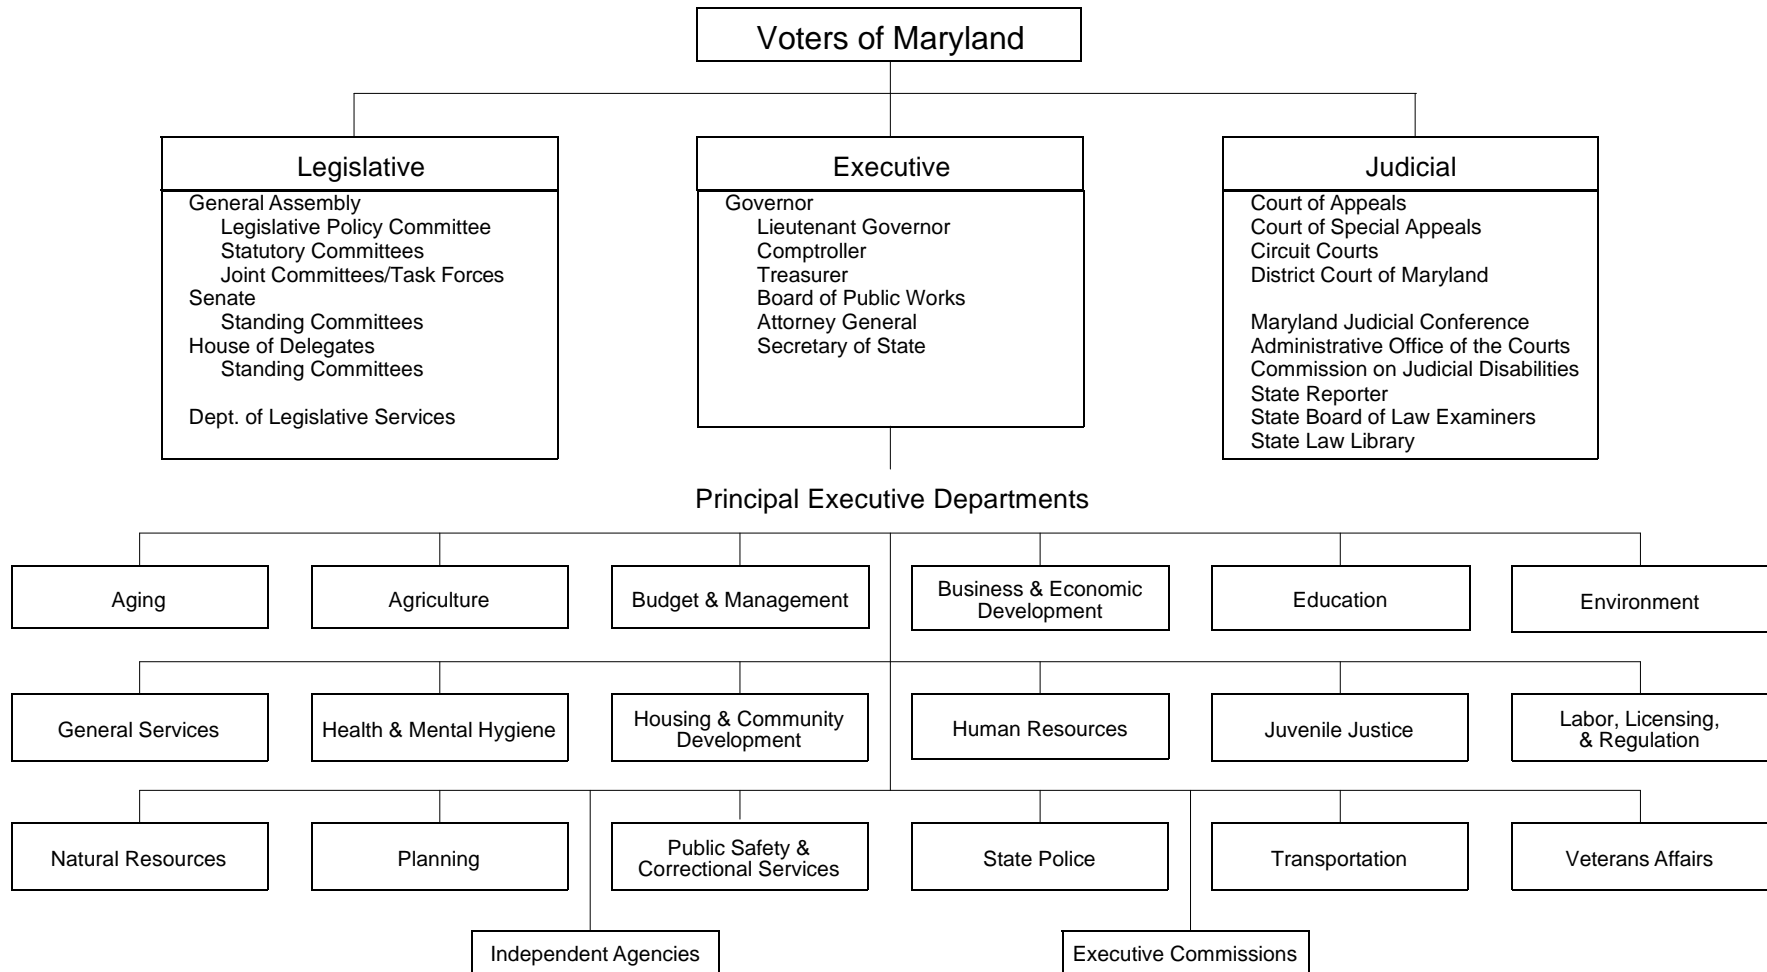 Voters of Maryland
Legislative
General Assembly
Legislative Policy Committee
Statutory Committees
Joint Committees/Task Forces
Senate
Standing Committees
House of Delegates
Standing Committees
Dept. of Legislative Services
Executive
Governor
Lieutenant Governor
Comptroller
Treasurer
Board of Public Works
Attorney General
Secretary of State
Judicial
Court of Appeals
Court of Special Appeals
Circuit Courts
District Court of Maryland
Maryland Judicial Conference
Administrative Office of the Courts
Commission on Judicial Disabilities
State Reporter
State Board of Law Examiners
State Law Library
Principal Executive Departments
Aging
Agriculture
Budget & Management
Business & Economic
Development
Education
Environment
General Services
Health & Mental Hygiene
Housing & Community
Development
Human Resources
Juvenile Justice
Labor, Licensing,
& Regulation
Natural Resources
Planning
Public Safety &
Correctional Services
State Police
Transportation
Veterans Affairs
Independent Agencies
Executive Commissions